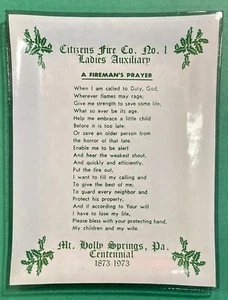 Citizens Fire Co. No. 1
Ladies Auxiliary
A FIREMAN'S PRAYER
When I am called to Duty, God,
Wherever flames may rage;
Give me strength to save some life,
What so ever be its age.
Help me embrace a little child
Before it is too late
Or save an older person from
the horror of that fate.
Enable me to be alert
And hear the weakest shout,
And quickly and efficiently,
Put the fire out,
I want to fill my calling and
To give the best of me;
To guard every neighbor and
Protect his property,
And if according to Your will
I have to lose my life,
Please bless with your protecting hand,
My children and my wife.
Mt. Holly Springs, Pa.
Centennial
1873-1973